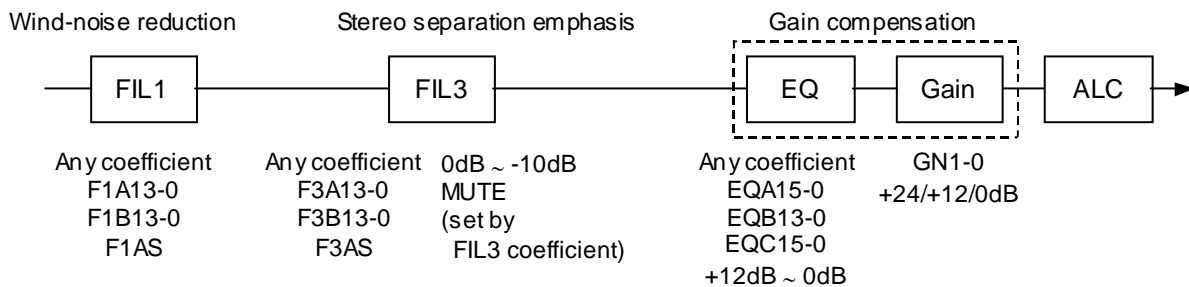 Wind-noise reduction
Stereo separation emphasis
Gain compensation
FIL1
FIL3
EQ
Gain
ALC
Any coefficient
F1A13-0
F1B13-0
F1AS
Any coefficient
F3A13-0
F3B13-0
F3AS
0dB ~ -10dB
MUTE
(set by
FIL3 coefficient)
Any coefficient
EQA15-0
EQB13-0
EQC15-0
+12dB ~ 0dB
GN1-0
+24/+12/0dB